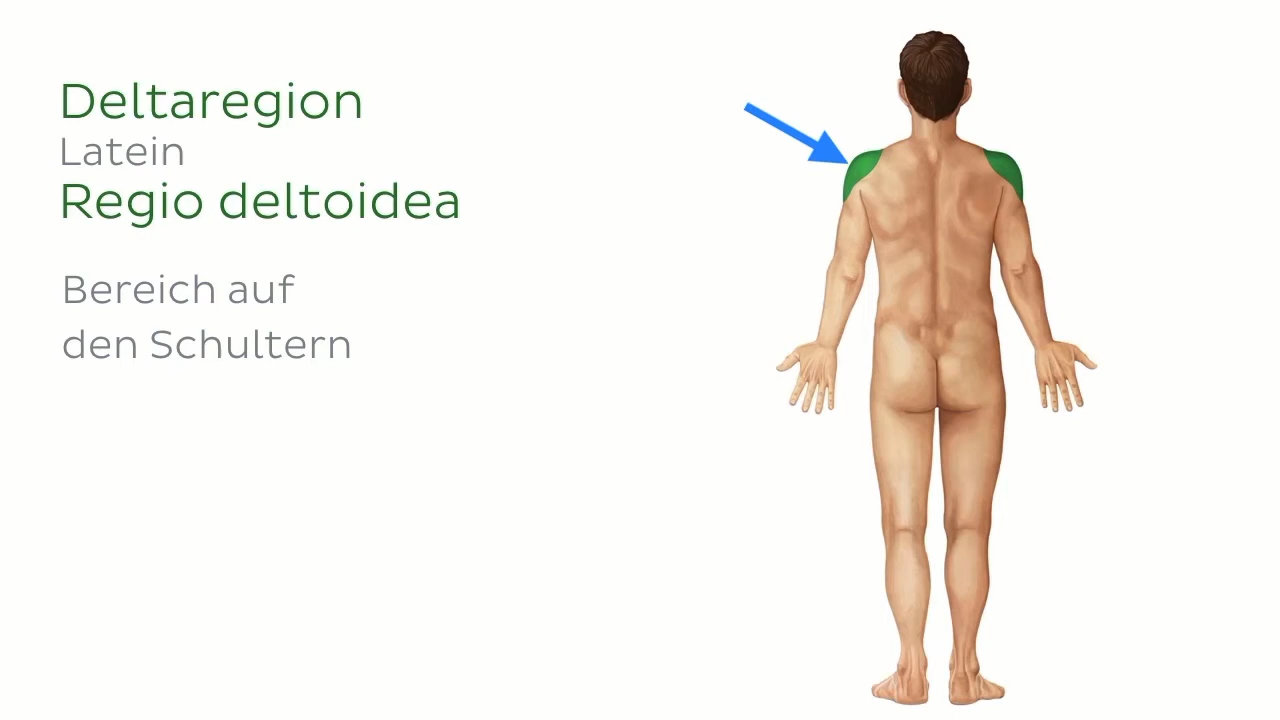 Deltaregion
Latein
Regio deltoidea
Bereich auf
den Schultern